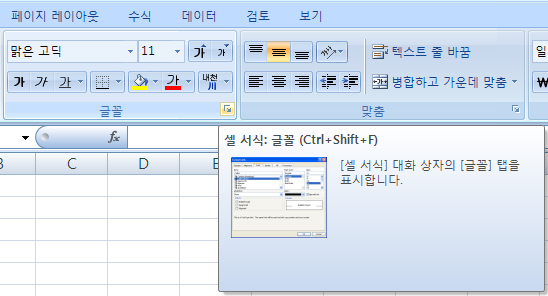 페이지 레이아웃 수식 데이터 검토 보기
맑은 고딕 11 가 가 텍스트 줄 바꿈 일
가 가 가 가 내천 川 병합하고 가운데 맞춤 ₩
글꼴 맞춤
fx
B C D E
셀 서식: 글꼴 (Ctrl+Shift+F)
[셀 서식] 대화 상자의 [글꼴] 탭을
표시합니다.